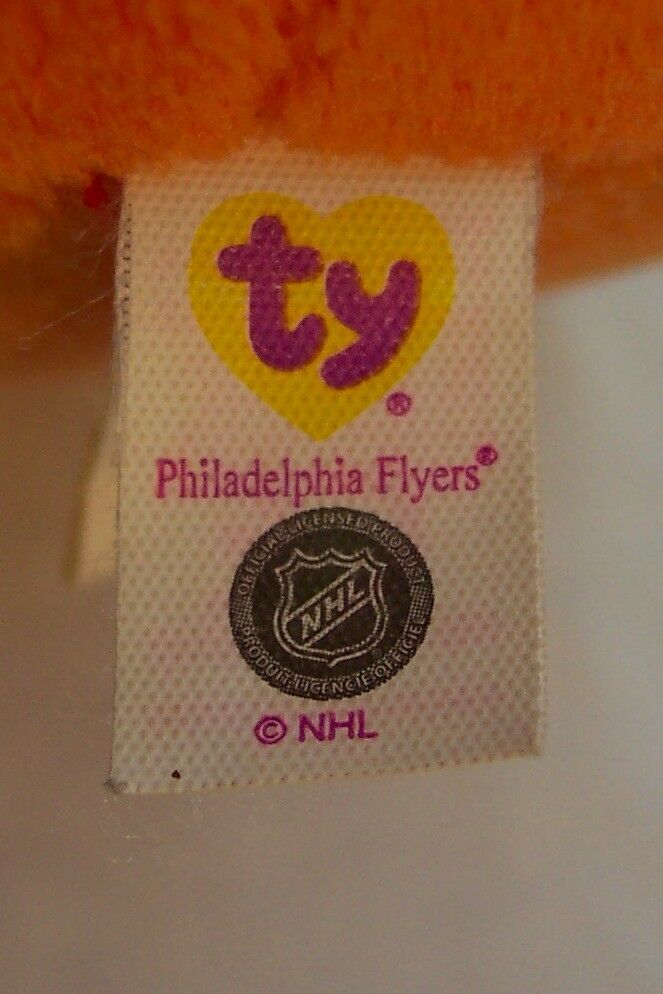 ty®
Philadelphia Flyers®
OFFICIAL LICENSED PRODUCT
NHL
PRODUIT LICENCIE OFFICIEL
© NHL